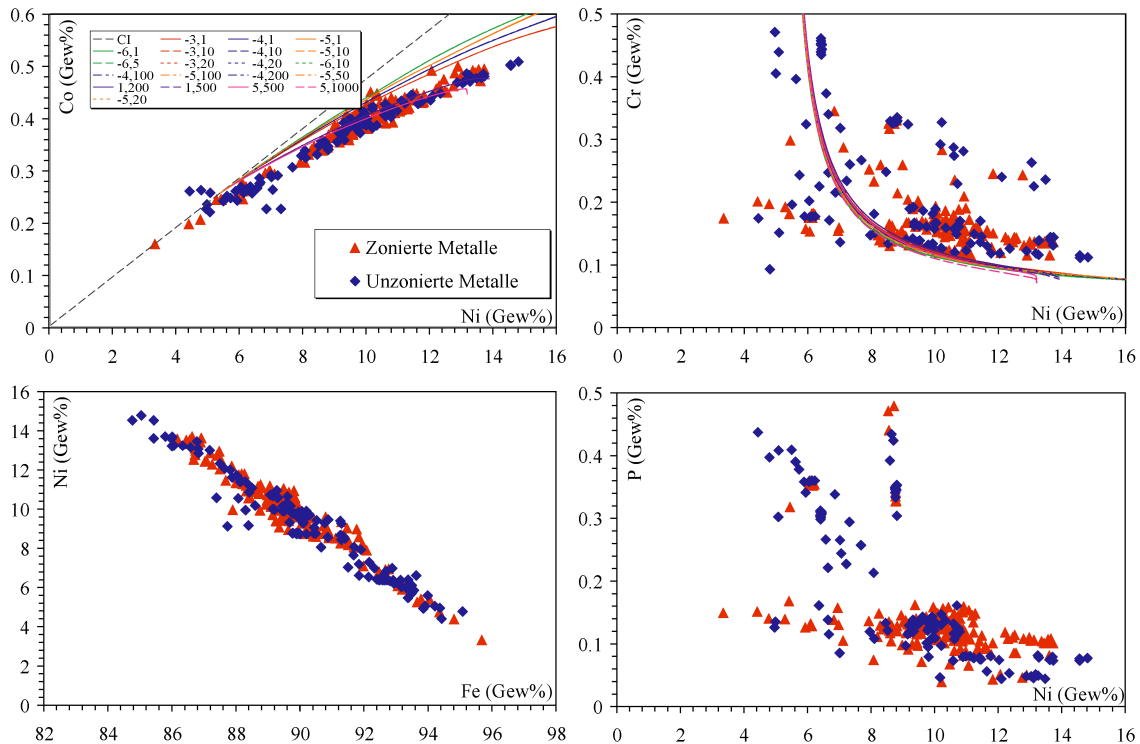 0.6
0.5
0.4
0.3
0.2
0.1
0
Co (Gew%)
CI -3,1 -4,1 -5,1
-6,1 -3,10 -4,10 -5,10
-6,5 -3,20 -4,20 -6,10
-4,100 -5,100 -4,200 -5,50
1,200 1,500 5,500 5,1000
-5,20
Zonierte Metalle
Unzonierte Metalle
Ni (Gew%)
0 2 4 6 8 10 12 14 16
0.5
0.4
0.3
0.2
0.1
0
Cr (Gew%)
Ni (Gew%)
0 2 4 6 8 10 12 14 16
16
14
12
10
8
6
4
2
0
Ni (Gew%)
Fe (Gew%)
82 84 86 88 90 92 94 96 98
0.5
0.4
0.3
0.2
0.1
0
P (Gew%)
Ni (Gew%)
0 2 4 6 8 10 12 14 16